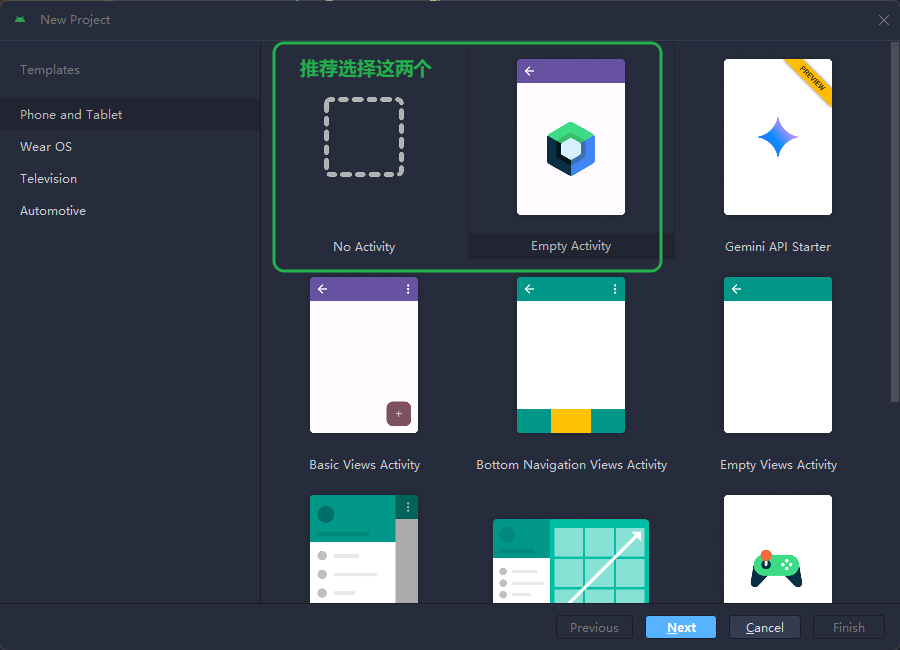 New Project
Templates
Phone and Tablet
Wear OS
Television
Automotive
推荐选择这两个
No Activity
Empty Activity
PREVIEW
Gemini API Starter
Basic Views Activity
Bottom Navigation Views Activity
Empty Views Activity
Previous
Next
Cancel
Finish